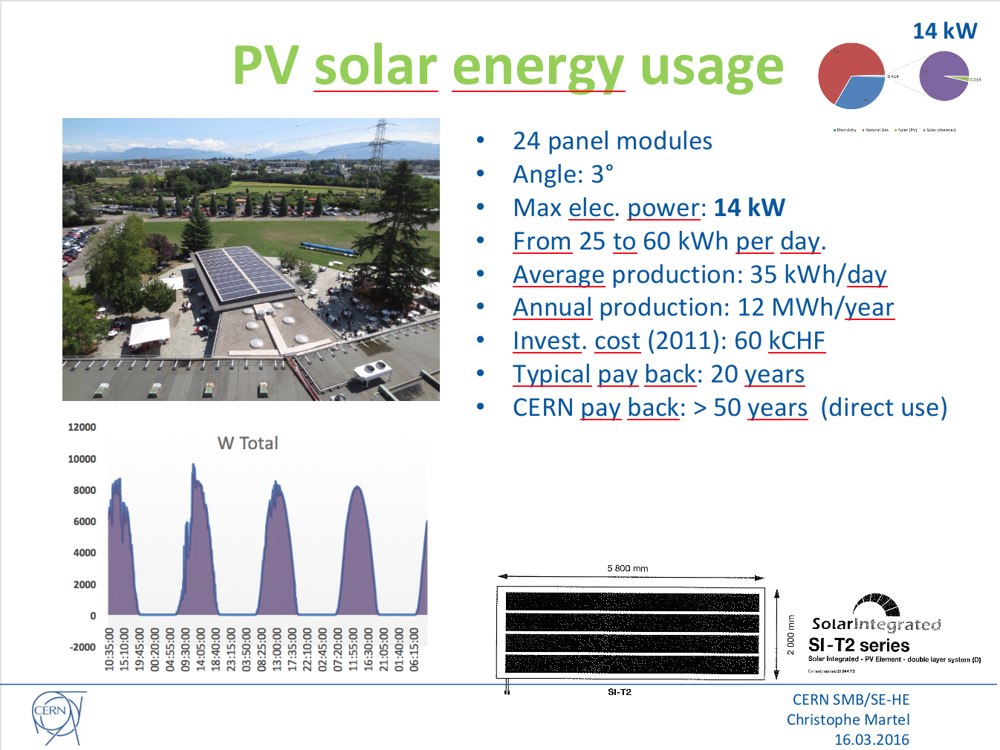 14 kW
PV solar energy usage
0.414
0.014
Electricity Natural Gas Solar (PV) Solar (thermal)
• 24 panel modules
• Angle: 3°
• Max elec. power: 14 kW
• From 25 to 60 kWh per day.
• Average production: 35 kWh/day
• Annual production: 12 MWh/year
• Invest. cost (2011): 60 kCHF
• Typical pay back: 20 years
• CERN pay back: > 50 years (direct use)
W Total
12000
10000
8000
6000
4000
2000
0
-2000
10:35:00
15:10:00
19:45:00
00:20:00
04:55:00
09:30:00
14:05:00
18:40:00
23:15:00
03:50:00
08:25:00
13:00:00
17:35:00
22:10:00
02:45:00
07:20:00
11:55:00
16:30:00
21:05:00
01:40:00
06:15:00
5 800 mm
2 000 mm
SI-T2
SolarIntegrated
SI-T2 series
Solar Integrated - PV Element - double layer system (D)
CERN
CERN SMB/SE-HE
Christophe Martel
16.03.2016